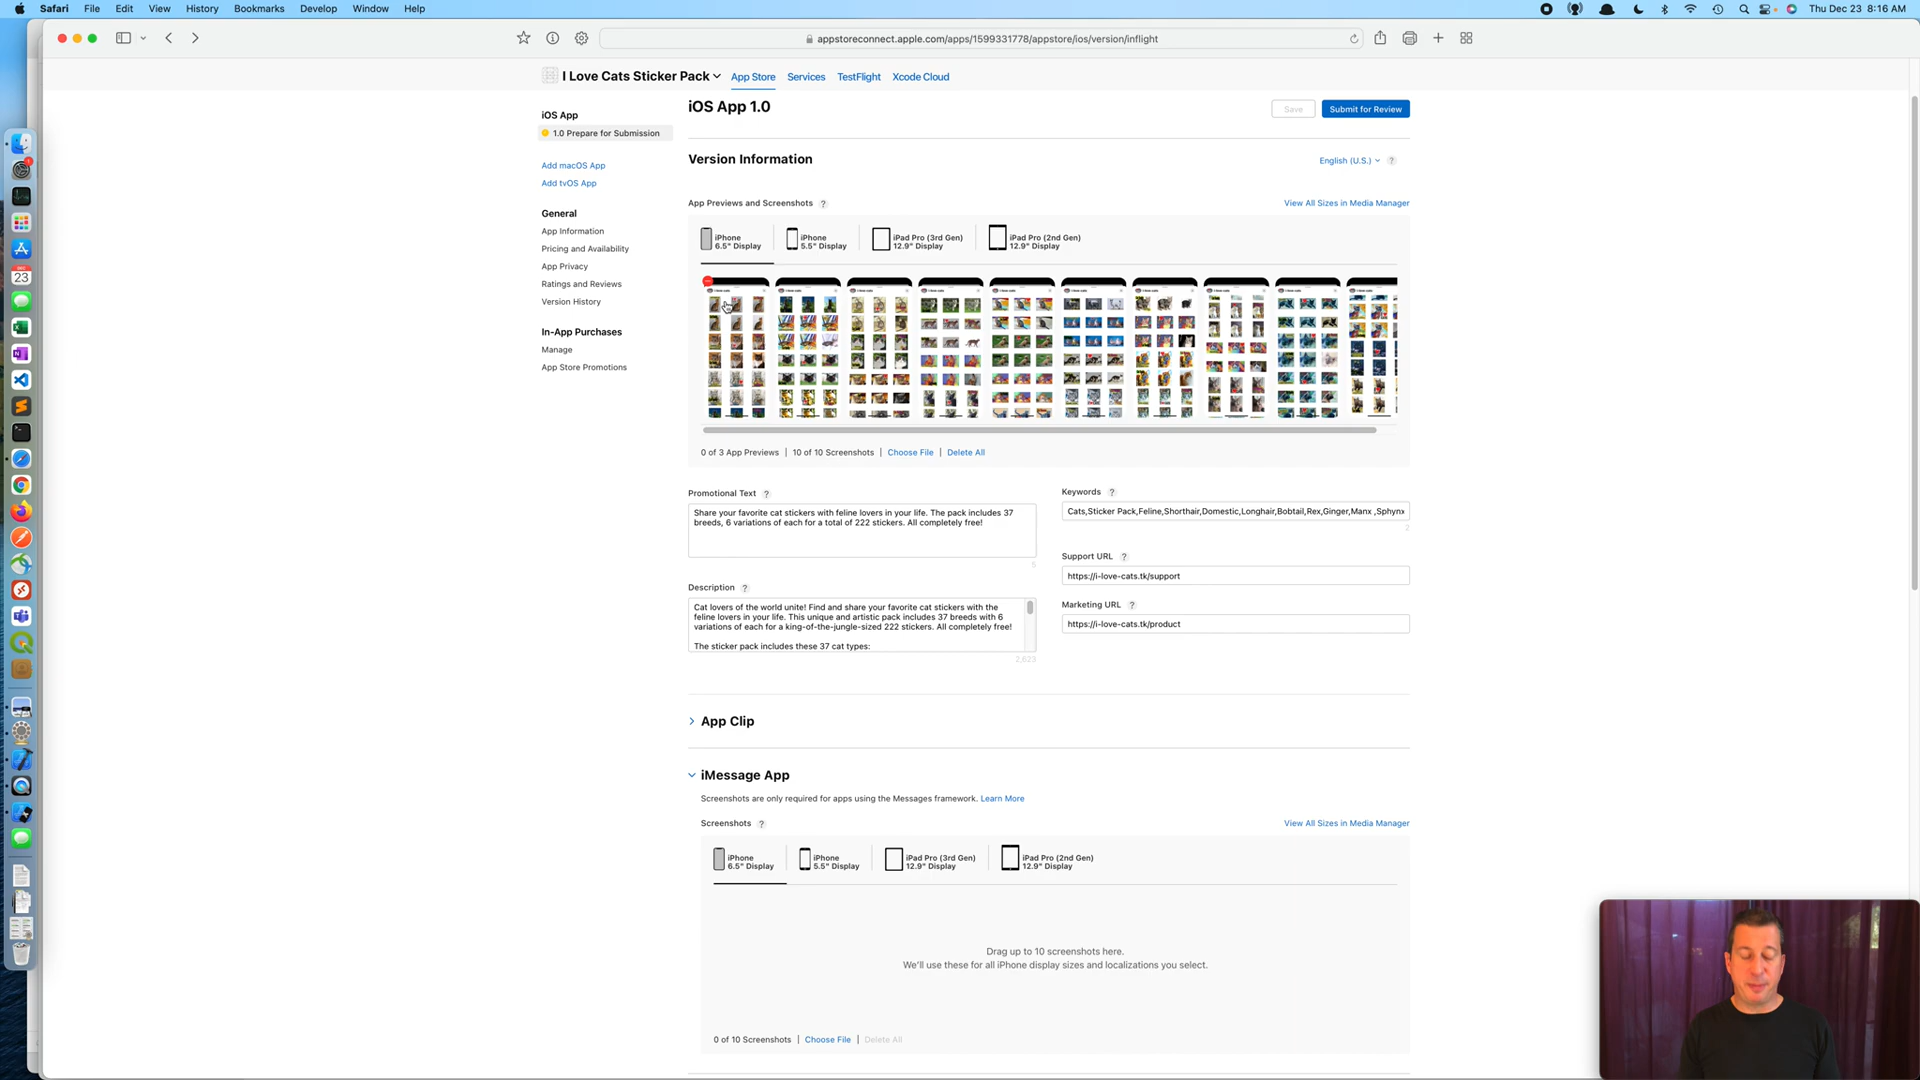 Safari File Edit View History Bookmarks Develop Window Help
Thu Dec 23 8:16 AM
appstoreconnect.apple.com/apps/1599331778/appstore/ios/version/inflight
I Love Cats Sticker Pack App Store Services TestFlight Xcode Cloud
iOS App
1.0 Prepare for Submission
Add macOS App
Add tvOS App
General
App Information
Pricing and Availability
App Privacy
Ratings and Reviews
Version History
In-App Purchases
Manage
App Store Promotions
iOS App 1.0
Save
Submit for Review
Version Information
English (U.S.) ?
App Previews and Screenshots ?
View All Sizes in Media Manager
iPhone
6.5" Display
iPhone
5.5" Display
iPad Pro (3rd Gen)
12.9" Display
iPad Pro (2nd Gen)
12.9" Display
0 of 3 App Previews | 10 of 10 Screenshots | Choose File | Delete All
Promotional Text ?
Share your favorite cat stickers with feline lovers in your life. The pack includes 37
breeds, 6 variations of each for a total of 222 stickers. All completely free!
5
Keywords ?
Cats,Sticker Pack,Feline,Shorthair,Domestic,Longhair,Bobtail,Rex,Ginger,Manx ,Sphynx
2
Support URL ?
https://i-love-cats.tk/support
Description ?
Cat lovers of the world unite! Find and share your favorite cat stickers with the
feline lovers in your life. This unique and artistic pack includes 37 breeds with 6
variations of each for a king-of-the-jungle-sized 222 stickers. All completely free!
The sticker pack includes these 37 cat types:
2,623
Marketing URL ?
https://i-love-cats.tk/product
App Clip
iMessage App
Screenshots are only required for apps using the Messages framework. Learn More
Screenshots ?
View All Sizes in Media Manager
iPhone
6.5" Display
iPhone
5.5" Display
iPad Pro (3rd Gen)
12.9" Display
iPad Pro (2nd Gen)
12.9" Display
Drag up to 10 screenshots here.
We'll use these for all iPhone display sizes and localizations you select.
0 of 10 Screenshots | Choose File | Delete All